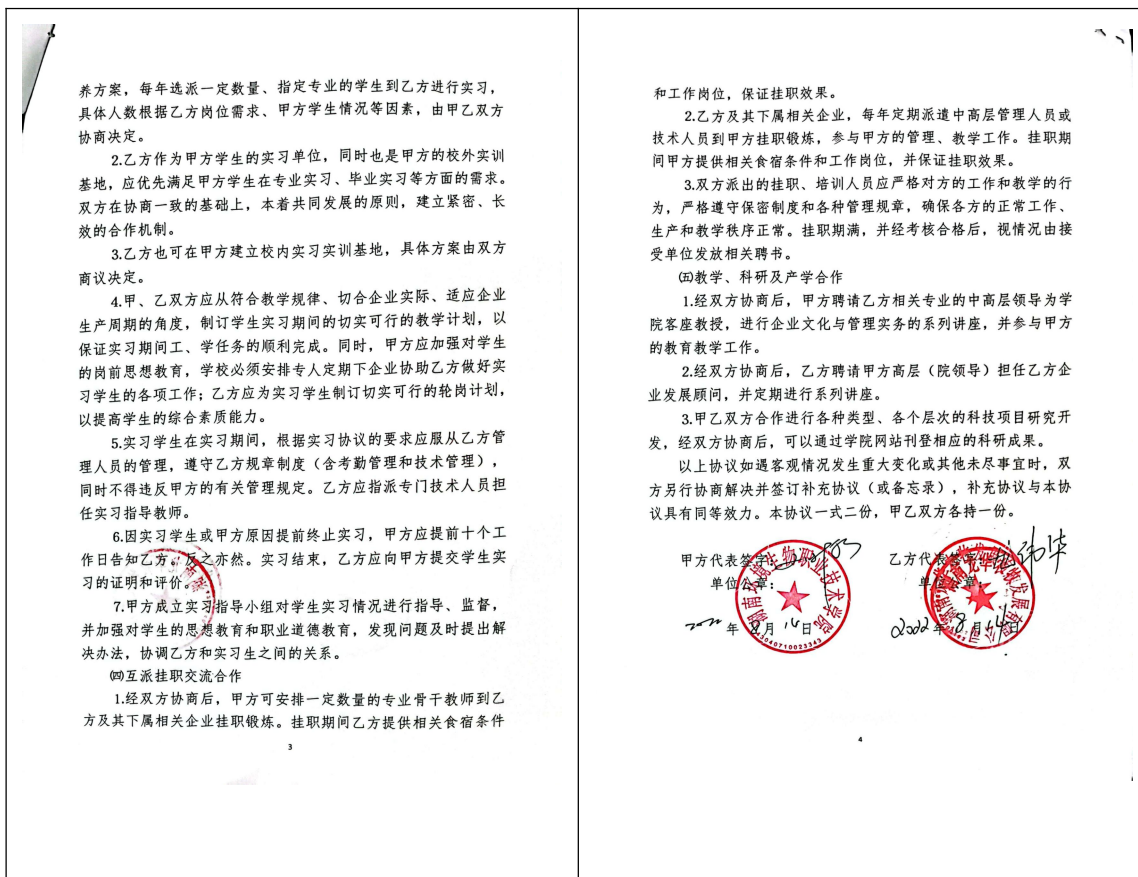 养方案，每年选派一定数量、指定专业的学生到乙方进行实习，
具体人数根据乙方岗位需求、甲方学生情况等因素，由甲乙双方
协商决定。
2.乙方作为甲方学生的实习单位，同时也是甲方的校外实训
基地，应优先满足甲方学生在专业实习、毕业实习等方面的需求。
双方在协商一致的基础上，本着共同发展的原则，建立紧密、长
效的合作机制。
3.乙方也可在甲方建立校内实习实训基地，具体方案由双方
商议决定。
4.甲、乙双方应从符合教学规律、切合企业实际、适应企业
生产周期的角度，制订学生实习期间的切实可行的教学计划，以
保证实习期间工、学任务的顺利完成。同时，甲方应加强对学生
的岗前思想教育，学校必须安排专人定期下企业协助乙方做好实
习学生的各项工作；乙方应为实习学生制订切实可行的轮岗计划，
以提高学生的综合素质能力。
5.实习学生在实习期间，根据实习协议的要求应服从乙方管
理人员的管理，遵守乙方规章制度（含考勤管理和技术管理），
同时不得违反甲方的有关管理规定。乙方应指派专门技术人员担
任实习指导教师。
6.因实习学生或甲方原因提前终止实习，甲方应提前十个工
作日告知乙方。反之亦然。实习结束，乙方应向甲方提交学生实
习的证明和评价。
7.甲方成立实习指导小组对学生实习情况进行指导、监督，
并加强对学生的思想教育和职业道德教育，发现问题及时提出解
决办法，协调乙方和实习生之间的关系。
㈣互派挂职交流合作
1.经双方协商后，甲方可安排一定数量的专业骨干教师到乙
方及其下属相关企业挂职锻炼。挂职期间乙方提供相关食宿条件
3
和工作岗位，保证挂职效果。
2.乙方及其下属相关企业，每年定期派遣中高层管理人员或
技术人员到甲方挂职锻炼，参与甲方的管理、教学工作。挂职期
间甲方提供相关食宿条件和工作岗位，并保证挂职效果。
3.双方派出的挂职、培训人员应严格对方的工作和教学的行
为，严格遵守保密制度和各种管理规章，确保各方的正常工作、
生产和教学秩序正常。挂职期满，并经考核合格后，视情况由接
受单位发放相关聘书。
㈤教学、科研及产学合作
1.经双方协商后，甲方聘请乙方相关专业的中高层领导为学
院客座教授，进行企业文化与管理实务的系列讲座，并参与甲方
的教育教学工作。
2.经双方协商后，乙方聘请甲方高层（院领导）担任乙方企
业发展顾问，并定期进行系列讲座。
3.甲乙双方合作进行各种类型、各个层次的科技项目研究开
发，经双方协商后，可以通过学院网站刊登相应的科研成果。
以上协议如遇客观情况发生重大变化或其他未尽事宜时，双
方另行协商解决并签订补充协议（或备忘录），补充协议与本协
议具有同等效力。本协议一式二份，甲乙双方各持一份。
甲方代表签字：
单位公章：
年 8 月 日
湖南环境生物职业技术学院
4304071002334
乙方代表签字：
单位公章：
2022 年 8 月 14 日
4